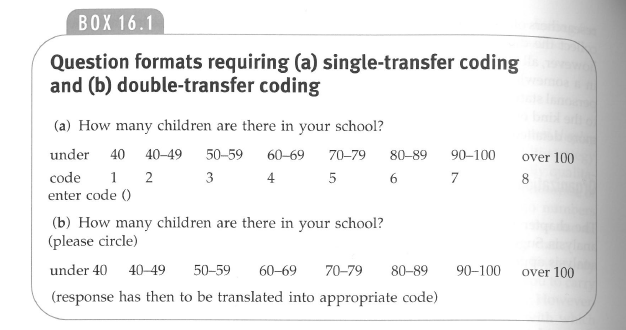 BOX 16.1
Question formats requiring (a) single-transfer coding
and (b) double-transfer coding
(a) How many children are there in your school?
under 40 40–49 50–59 60–69 70–79 80–89 90–100 over 100
code 1 2 3 4 5 6 7 8
enter code ()
(b) How many children are there in your school?
(please circle)
under 40 40–49 50–59 60–69 70–79 80–89 90–100 over 100
(response has then to be translated into appropriate code)